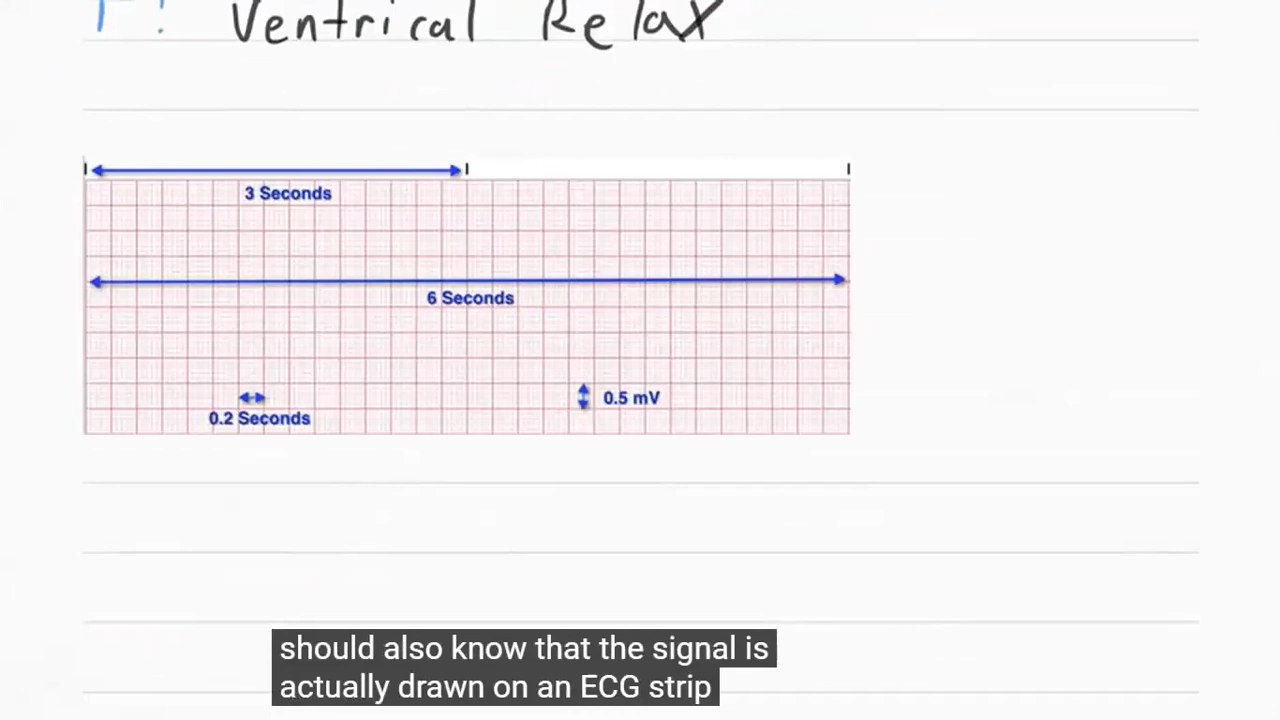 T: Ventrical Relax
3 Seconds
6 Seconds
0.5 mV
0.2 Seconds
should also know that the signal is
actually drawn on an ECG strip